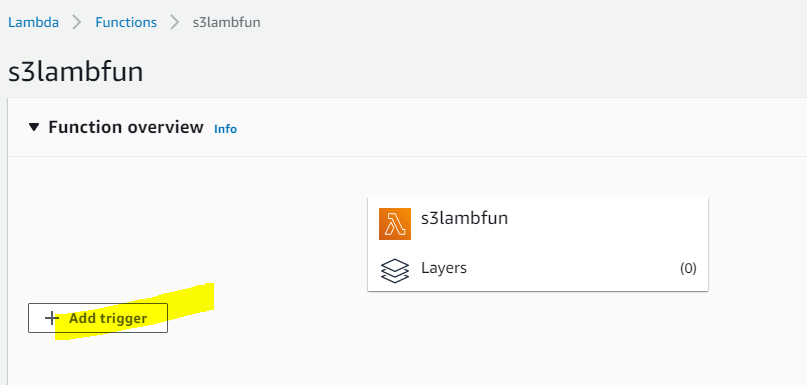 Lambda > Functions > s3lambfun
s3lambfun
Function overview Info
s3lambfun
Layers (0)
+ Add trigger